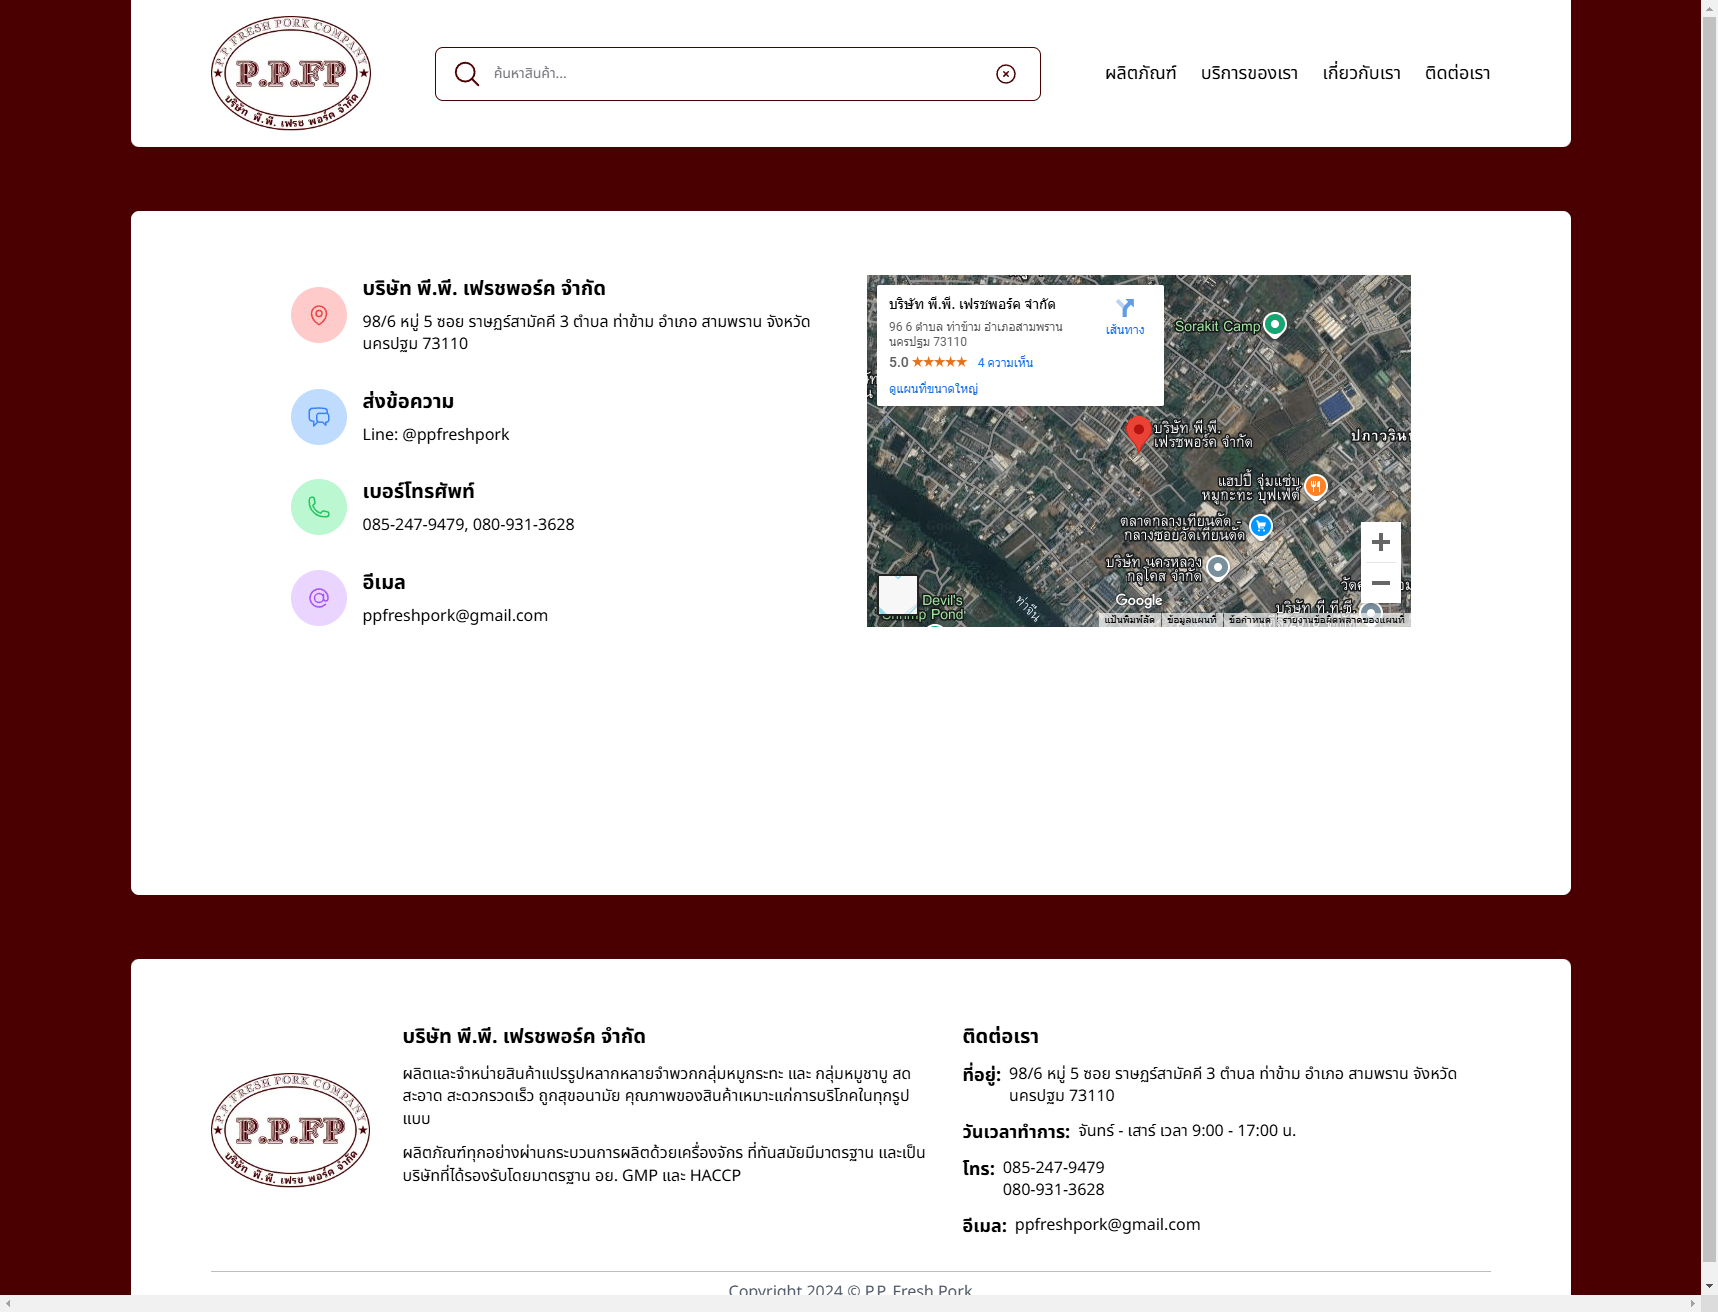 P.P. FRESH PORK COMPANY
P.P.FP
บริษัท พี.พี. เฟรช พอร์ค จำกัด
ค้นหาสินค้า...
ผลิตภัณฑ์ บริการของเรา เกี่ยวกับเรา ติดต่อเรา
บริษัท พี.พี. เฟรชพอร์ค จำกัด
98/6 หมู่ 5 ซอย ราษฎร์สามัคคี 3 ตำบล ท่าข้าม อำเภอ สามพราน จังหวัด
นครปฐม 73110
ส่งข้อความ
Line: @ppfreshpork
เบอร์โทรศัพท์
085-247-9479, 080-931-3628
อีเมล
ppfreshpork@gmail.com
บริษัท พี.พี. เฟรชพอร์ค จำกัด
96 6 ตำบล ท่าข้าม อำเภอสามพราน
นครปฐม 73110
5.0 ★★★★★ 4 ความเห็น
ดูแผนที่ขนาดใหญ่
เส้นทาง
Sorakit Camp
บริษัท พี.พี.
เฟรชพอร์ค จำกัด
แฮปปี้ จุ่มแซ่บ
หมูกะทะ บุฟเฟ่ต์
ตลาดกลางเทียนดัด -
กลางซอยวัดเทียนดัด
บริษัท นครหลวง
กลูโคส จำกัด
บริษัท ที.ที.ซี.
ท่าจีน
Devil's
Shrimp Pond
Google
แป้นพิมพ์ลัด ข้อมูลแผนที่ ข้อกำหนด รายงานข้อผิดพลาดของแผนที่
P.P. FRESH PORK COMPANY
P.P.FP
บริษัท พี.พี. เฟรช พอร์ค จำกัด
บริษัท พี.พี. เฟรชพอร์ค จำกัด
ผลิตและจำหน่ายสินค้าแปรรูปหลากหลายจำพวกกลุ่มหมูกระทะ และ กลุ่มหมูชาบู สด
สะอาด สะดวกรวดเร็ว ถูกสุขอนามัย คุณภาพของสินค้าเหมาะแก่การบริโภคในทุกรูป
แบบ
ผลิตภัณฑ์ทุกอย่างผ่านกระบวนการผลิตด้วยเครื่องจักร ที่ทันสมัยมีมาตรฐาน และเป็น
บริษัทที่ได้รองรับโดยมาตรฐาน อย. GMP และ HACCP
ติดต่อเรา
ที่อยู่: 98/6 หมู่ 5 ซอย ราษฎร์สามัคคี 3 ตำบล ท่าข้าม อำเภอ สามพราน จังหวัด
นครปฐม 73110
วันเวลาทำการ: จันทร์ - เสาร์ เวลา 9:00 - 17:00 น.
โทร: 085-247-9479
080-931-3628
อีเมล: ppfreshpork@gmail.com
Copyright 2024 © P.P. Fresh Pork